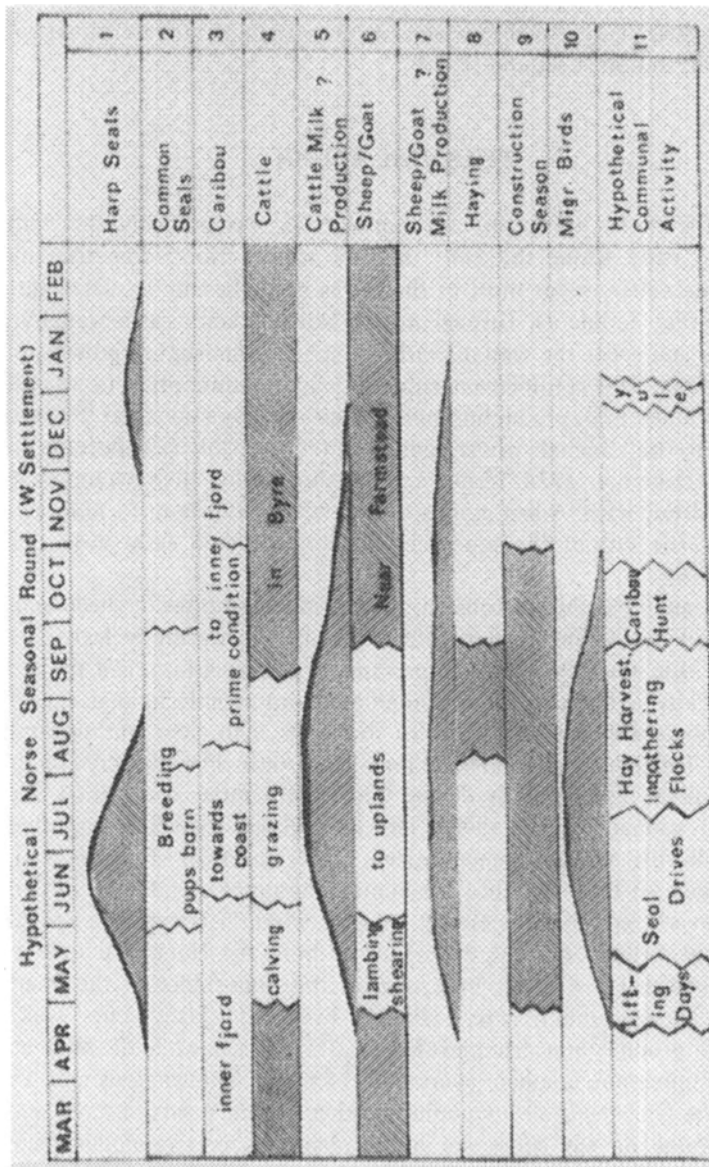 Hypothetical Norse Seasonal Round (W Settlement)
MAR APR MAY JUN JUL AUG SEP OCT NOV DEC JAN FEB
Harp Seals 1
Breeding
pups born
Common
Seals 2
inner fjord
towards
coast
to inner fjord
prime condition
Caribou 3
calving grazing in Byre Cattle 4
Cattle Milk ?
Production 5
lambing
shearing
to uplands Near Farmstead Sheep/Goat 6
Sheep/Goat ?
Milk Production 7
Haying 8
Construction
Season 9
Migr. Birds 10
Lift-
ing
Days
Seal
Drives
Hay Harvest,
Ingathering
Flocks
Caribou
Hunt
yule
Hypothetical
Communal
Activity 11